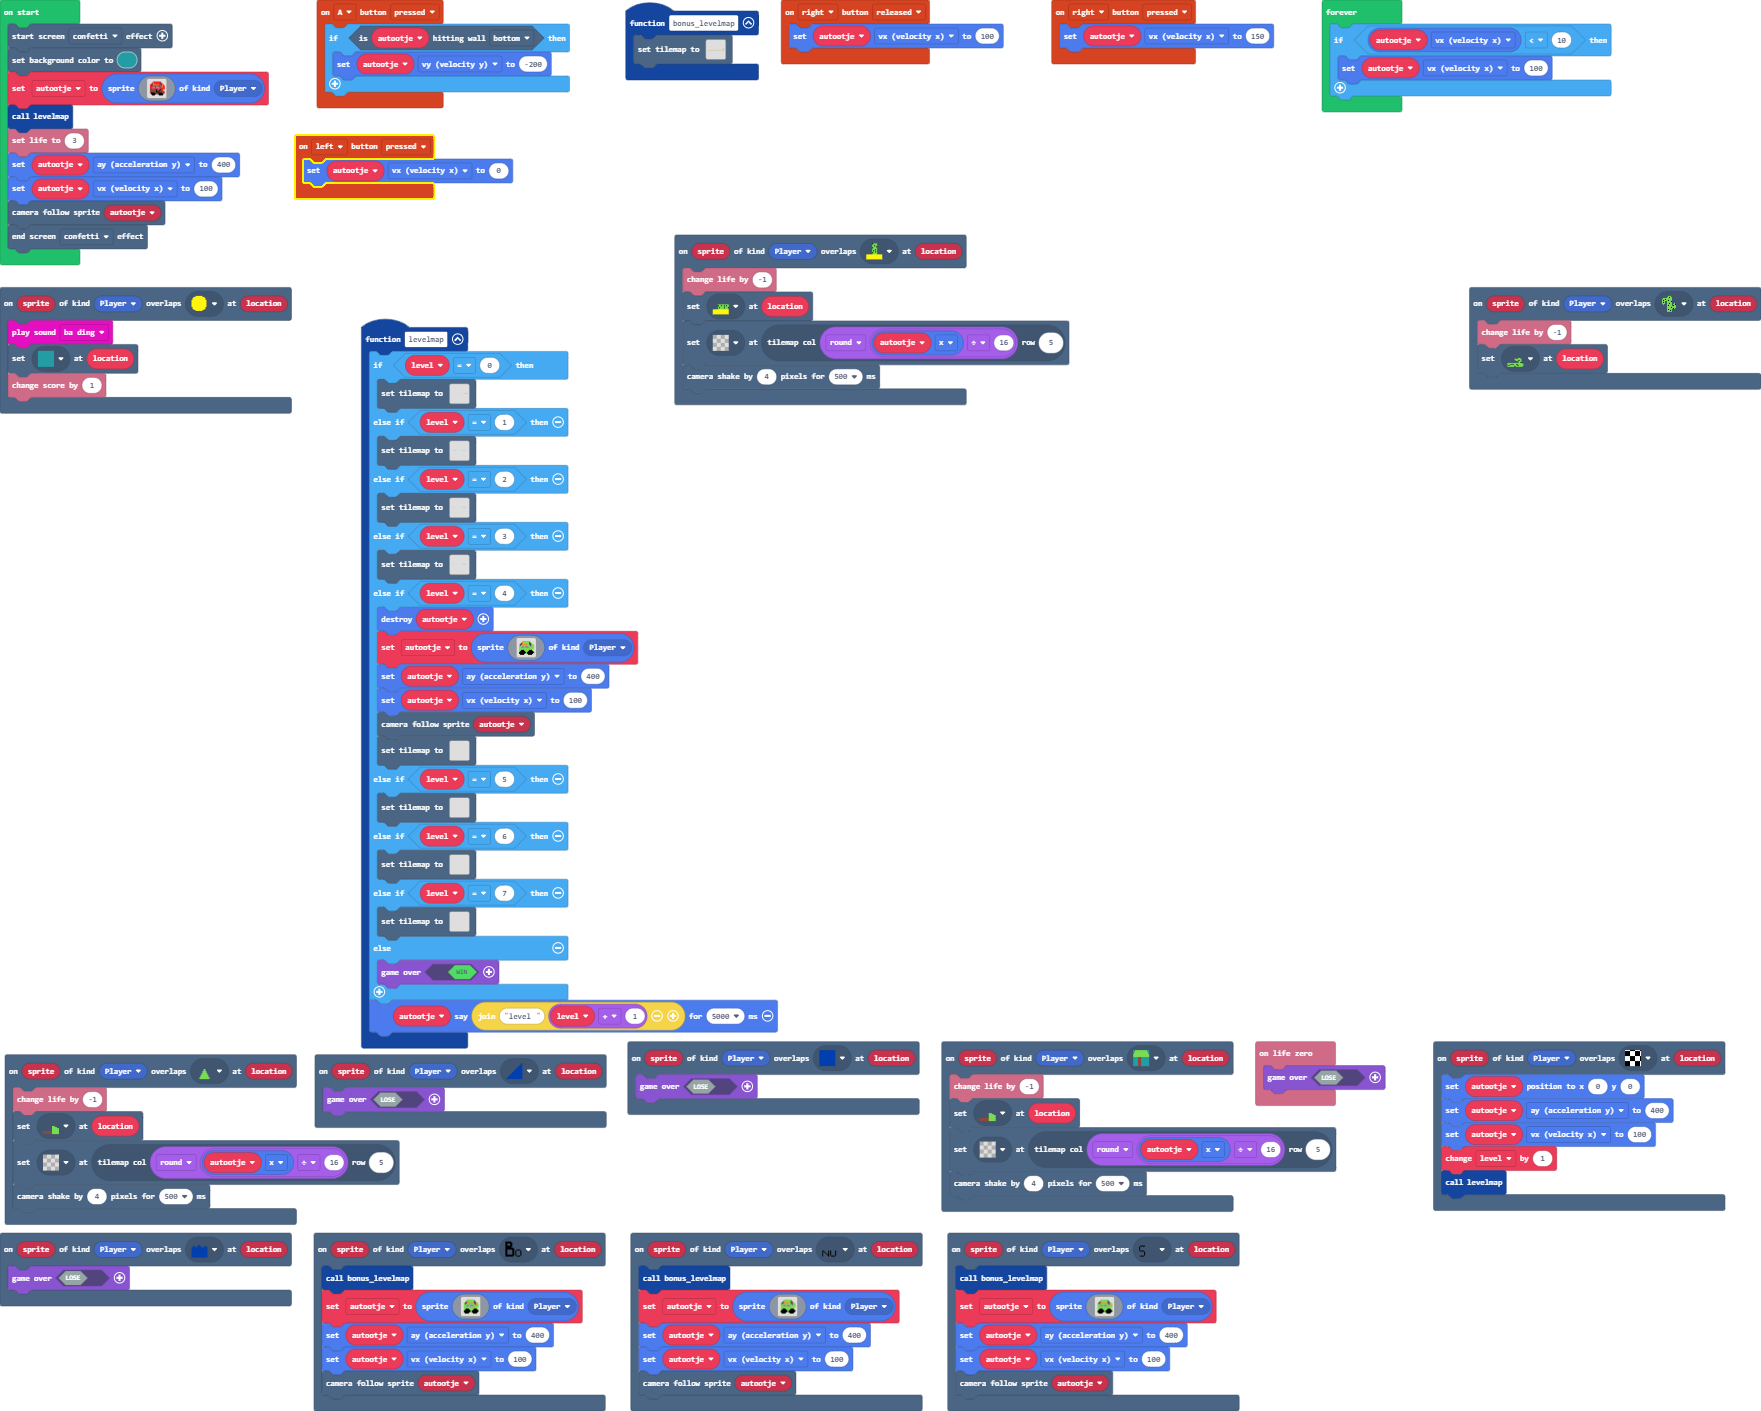 on start
start screen confetti effect
set background color to
set autootje to sprite of kind Player
call levelmap
set life to 3
set autootje ay (acceleration y) to 400
set autootje vx (velocity x) to 100
camera follow sprite autootje
end screen confetti effect
on A button pressed
if is autootje hitting wall bottom then
set autootje vy (velocity y) to -200
on left button pressed
set autootje vx (velocity x) to 0
function bonus_levelmap
set tilemap to
on right button released
set autootje vx (velocity x) to 100
on right button pressed
set autootje vx (velocity x) to 150
forever
if autootje vx (velocity x) < 10 then
set autootje vx (velocity x) to 100
on sprite of kind Player overlaps at location
play sound ba ding
set at location
change score by 1
on sprite of kind Player overlaps at location
change life by -1
set at location
set at tilemap col round autootje x ÷ 16 row 5
camera shake by 4 pixels for 500 ms
on sprite of kind Player overlaps at location
change life by -1
set at location
function levelmap
if level = 0 then
set tilemap to
else if level = 1 then
set tilemap to
else if level = 2 then
set tilemap to
else if level = 3 then
set tilemap to
else if level = 4 then
destroy autootje
set autootje to sprite of kind Player
set autootje ay (acceleration y) to 400
set autootje vx (velocity x) to 100
camera follow sprite autootje
set tilemap to
else if level = 5 then
set tilemap to
else if level = 6 then
set tilemap to
else if level = 7 then
set tilemap to
else
game over WIN
autootje say join "level " level + 1 for 5000 ms
on sprite of kind Player overlaps at location
change life by -1
set at location
set at tilemap col round autootje x ÷ 16 row 5
camera shake by 4 pixels for 500 ms
on sprite of kind Player overlaps at location
game over LOSE
on sprite of kind Player overlaps at location
game over LOSE
on sprite of kind Player overlaps at location
change life by -1
set at location
set at tilemap col round autootje x ÷ 16 row 5
camera shake by 4 pixels for 500 ms
on life zero
game over LOSE
on sprite of kind Player overlaps at location
set autootje position to x 0 y 0
set autootje ay (acceleration y) to 400
set autootje vx (velocity x) to 100
change level by 1
call levelmap
on sprite of kind Player overlaps at location
game over LOSE
on sprite of kind Player overlaps Bo at location
call bonus_levelmap
set autootje to sprite of kind Player
set autootje ay (acceleration y) to 400
set autootje vx (velocity x) to 100
camera follow sprite autootje
on sprite of kind Player overlaps NU at location
call bonus_levelmap
set autootje to sprite of kind Player
set autootje ay (acceleration y) to 400
set autootje vx (velocity x) to 100
camera follow sprite autootje
on sprite of kind Player overlaps S at location
call bonus_levelmap
set autootje to sprite of kind Player
set autootje ay (acceleration y) to 400
set autootje vx (velocity x) to 100
camera follow sprite autootje